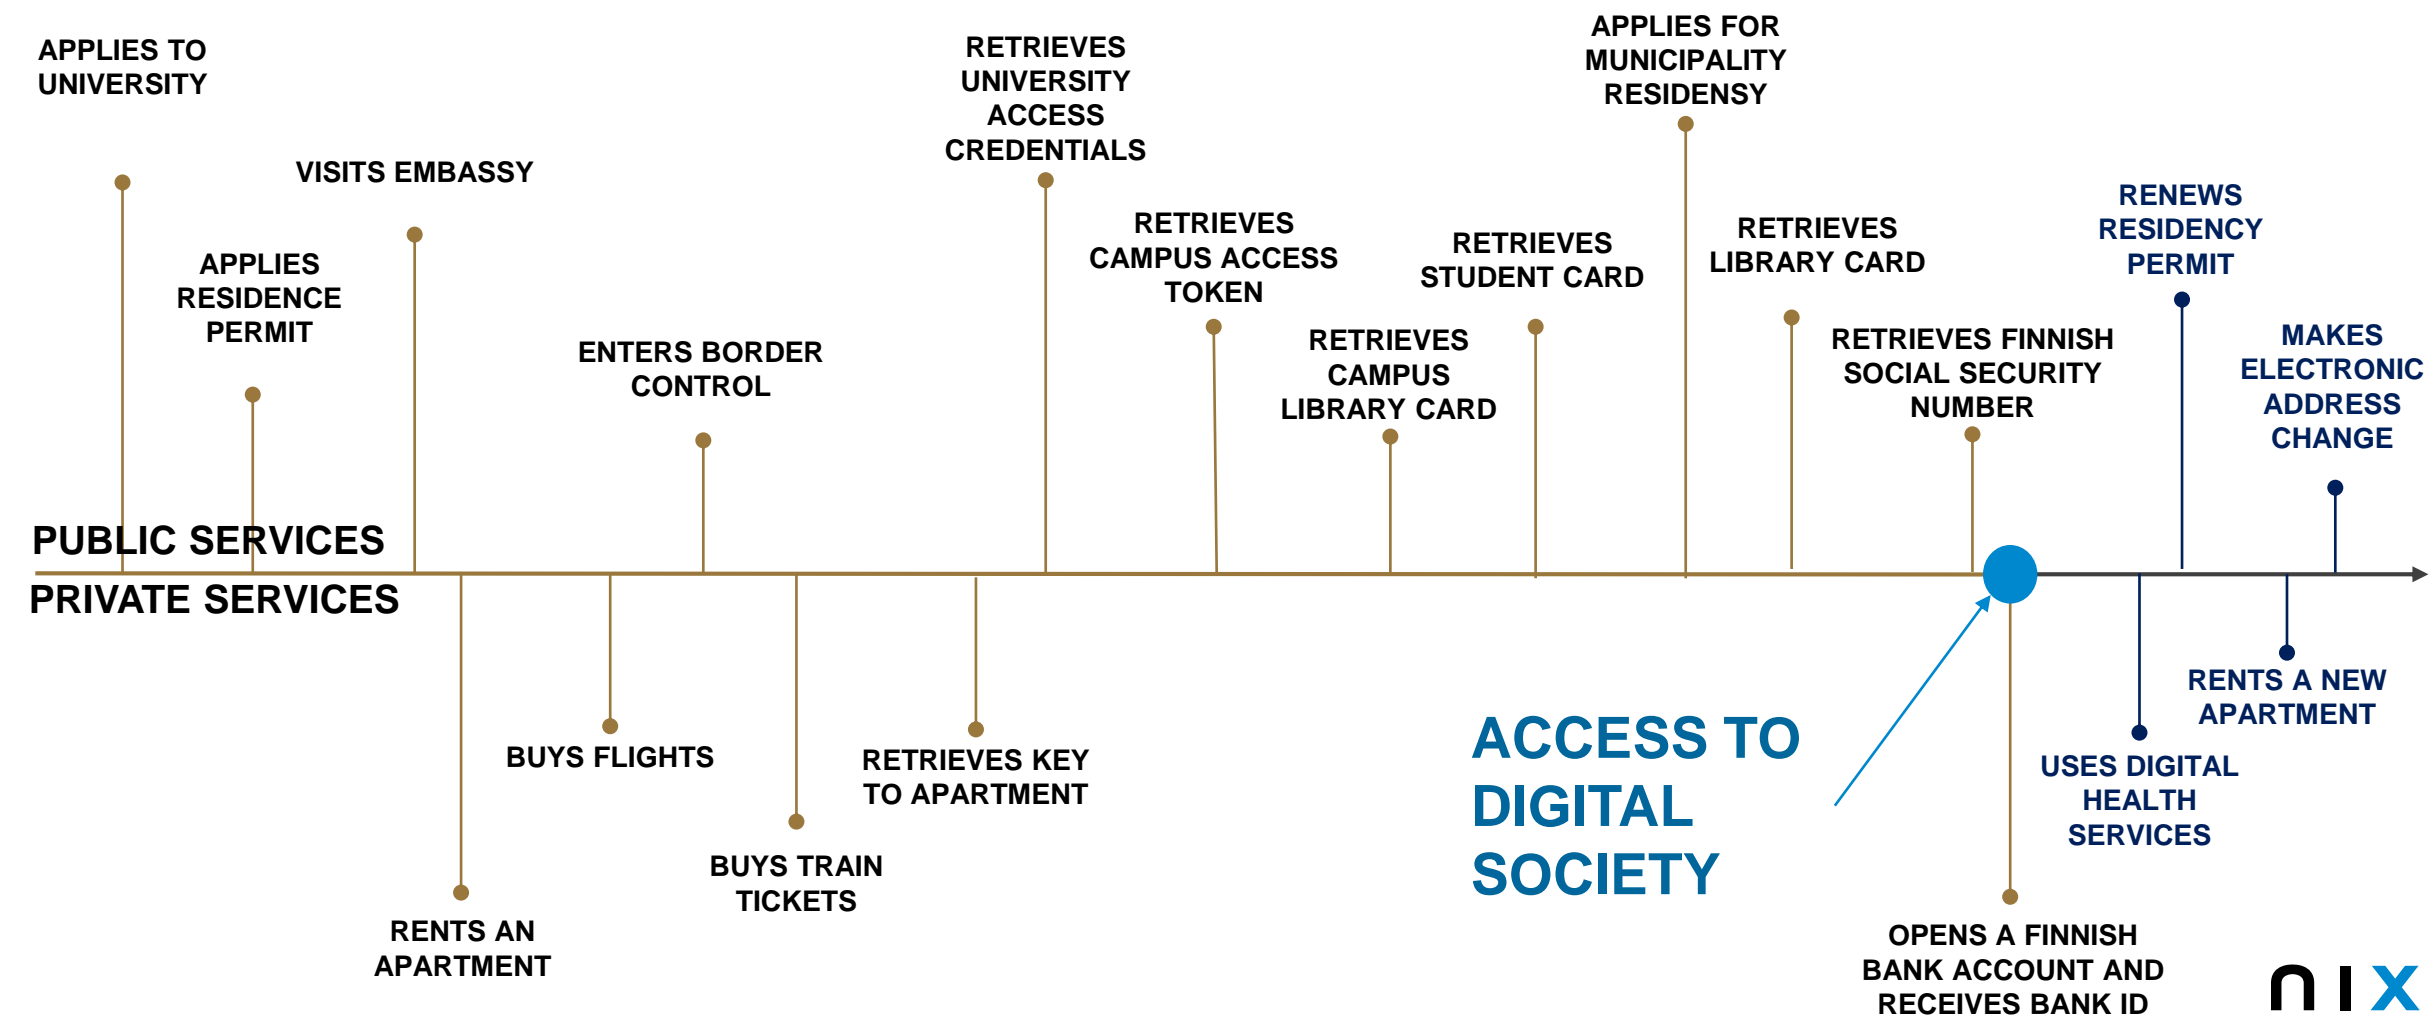 APPLIES TO
UNIVERSITY
APPLIES
RESIDENCE
PERMIT
VISITS EMBASSY
ENTERS BORDER
CONTROL
RETRIEVES
UNIVERSITY
ACCESS
CREDENTIALS
RETRIEVES
CAMPUS ACCESS
TOKEN
RETRIEVES
CAMPUS
LIBRARY CARD
RETRIEVES
STUDENT CARD
APPLIES FOR
MUNICIPALITY
RESIDENSY
RETRIEVES
LIBRARY CARD
RETRIEVES FINNISH
SOCIAL SECURITY
NUMBER
RENEWS
RESIDENCY
PERMIT
MAKES
ELECTRONIC
ADDRESS
CHANGE
PUBLIC SERVICES
PRIVATE SERVICES
RENTS AN
APARTMENT
BUYS FLIGHTS
BUYS TRAIN
TICKETS
RETRIEVES KEY
TO APARTMENT
ACCESS TO
DIGITAL
SOCIETY
OPENS A FINNISH
BANK ACCOUNT AND
RECEIVES BANK ID
USES DIGITAL
HEALTH
SERVICES
RENTS A NEW
APARTMENT
nix